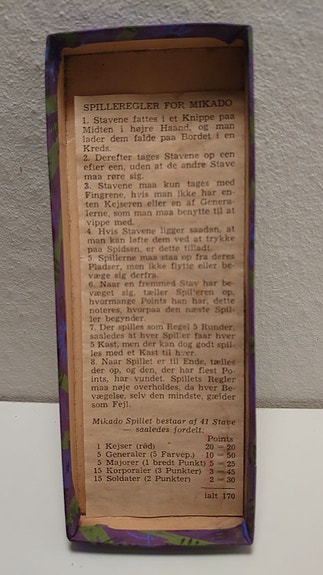 SPILLEREGLER FOR MIKADO
1. Stavene fattes i et Knippe paa
Midten i højre Haand, og man
lader dem falde paa Bordet i en
Kreds.
2. Derefter tages Stavene op een
efter een, uden at de andre Stave
maa røre sig.
3. Stavene maa kun tages med
Fingrene, hvis man ikke har en-
ten Kejseren eller en af Genera-
lerne, som man maa benytte til at
vippe med.
4. Hvis Stavene ligger saadan, at
man kan løfte dem ved at trykke
paa Spidsen, er dette tilladt.
5. Spillerne maa staa op fra deres
Pladser, men ikke flytte eller be-
væge sig derfra.
6. Naar en fremmed Stav har be-
væget sig, tæller Spilleren op,
hvormange Points han har, dette
noteres, hvorpaa den næste Spil-
ler begynder.
7. Der spilles som Regel 5 Runder,
saaledes at hver Spiller faar hver
5 Kast, men der kan dog godt spil-
les med et Kast til hver.
8. Naar Spillet er til Ende, tælles
der op, og den, der har flest Po-
ints, har vundet. Spillets Regler
maa nøje overholdes, da hver Be-
vægelse, selv den mindste, gælder
som Fejl.
Mikado Spillet bestaar af 41 Stave
— saaledes fordelt.
Points
1 Kejser (rød) 20 = 20
5 Generaler (5 Farvep.) 10 = 50
5 Majorer (1 bredt Punkt) 5 = 25
15 Korporaler (3 Punkter) 3 = 45
15 Soldater (2 Punkter) 2 = 30
ialt 170